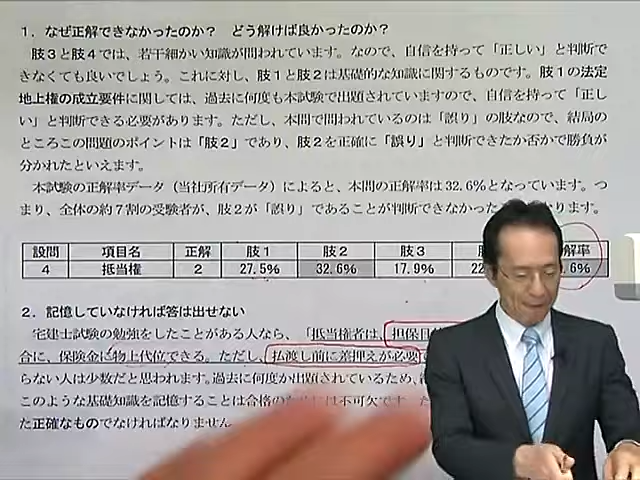 1．なぜ正解できなかったのか？ どう解けば良かったのか？
肢3と肢4では、若干細かい知識が問われています。なので、自信を持って「正しい」と判断で
きなくても良いでしょう。これに対し、肢1と肢2は基礎的な知識に関するものです。肢1の法定
地上権の成立要件に関しては、過去に何度も本試験で出題されていますので、自信を持って「正し
い」と判断できる必要があります。ただし、本問で問われているのは「誤り」の肢なので、結局の
ところこの問題のポイントは「肢2」であり、肢2を正確に「誤り」と判断できたか否かで勝負が
分かれたといえます。
本試験の正解率データ（当社所有データ）によると、本問の正解率は32.6%となっています。つ
まり、全体の約7割の受験者が、肢2が「誤り」であることが判断できなかった ります。
設問 項目名 正解 肢1 肢2 肢3 解率
4 抵当権 2 27.5% 32.6% 17.9% 22 .6%
2．記憶していなければ答は出せない
宅建士試験の勉強をしたことがある人なら、「抵当権者は、担保目
合に、保険金に物上代位できる。ただし、払渡し前に差押えが必要
らない人は少数だと思われます。過去に何度か出題されているため、
このような基礎知識を記憶することは合格のためには不可欠です。た
た正確なものでなければなりません。